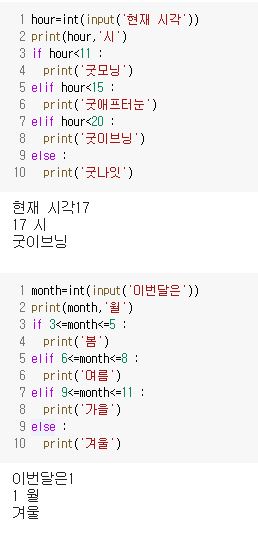 1 hour=int(input('현재 시각'))
2 print(hour,'시')
3 if hour<11 :
4   print('굿모닝')
5 elif hour<15 :
6   print('굿애프터눈')
7 elif hour<20 :
8   print('굿이브닝')
9 else :
10   print('굿나잇')
현재 시각17
17 시
굿이브닝
1 month=int(input('이번달은'))
2 print(month,'월')
3 if 3<=month<=5 :
4   print('봄')
5 elif 6<=month<=8 :
6   print('여름')
7 elif 9<=month<=11 :
8   print('가을')
9 else :
10   print('겨울')
이번달은1
1 월
겨울